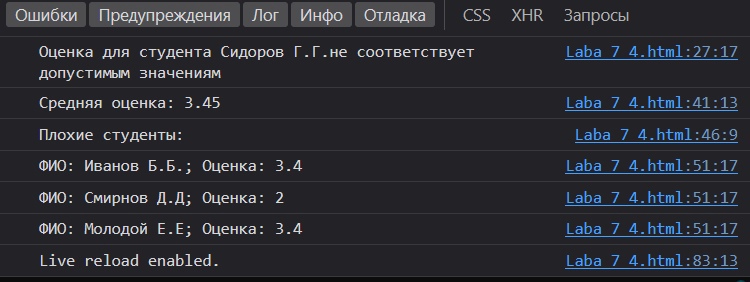 Ошибки Предупреждения Лог Инфо Отладка CSS XHR Запросы
Оценка для студента Сидоров Г.Г.не соответствует Laba 7 4.html:27:17
допустимым значениям
Средняя оценка: 3.45 Laba 7 4.html:41:13
Плохие студенты: Laba 7 4.html:46:9
ФИО: Иванов Б.Б.; Оценка: 3.4 Laba 7 4.html:51:17
ФИО: Смирнов Д.Д; Оценка: 2 Laba 7 4.html:51:17
ФИО: Молодой Е.Е; Оценка: 3.4 Laba 7 4.html:51:17
Live reload enabled. Laba 7 4.html:83:13